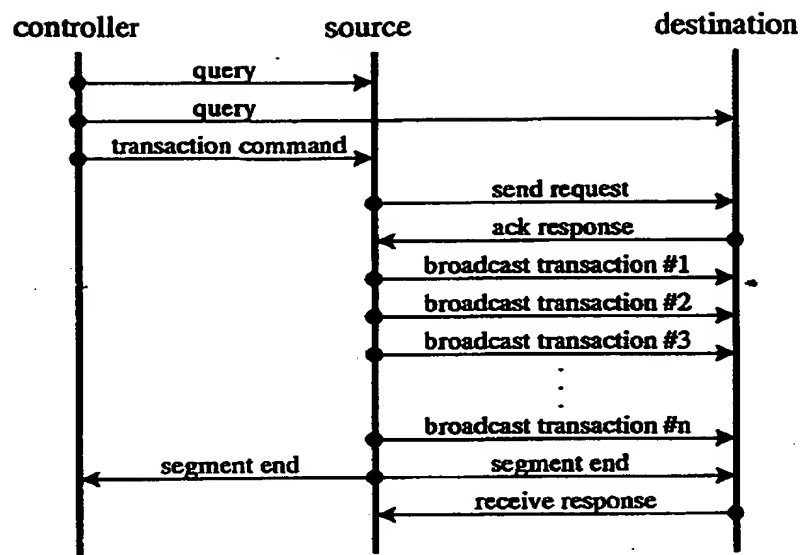 controller source destination
query
query
transaction command
send request
ack response
broadcast transaction #1
broadcast transaction #2
broadcast transaction #3
broadcast transaction #n
segment end segment end
receive response